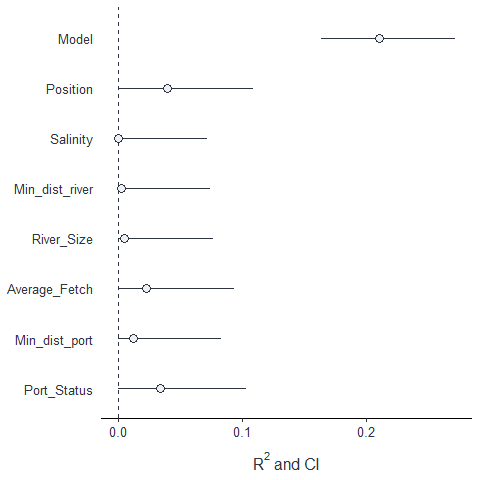 Model
Position
Salinity
Min_dist_river
River_Size
Average_Fetch
Min_dist_port
Port_Status
0.0 0.1 0.2
R² and CI